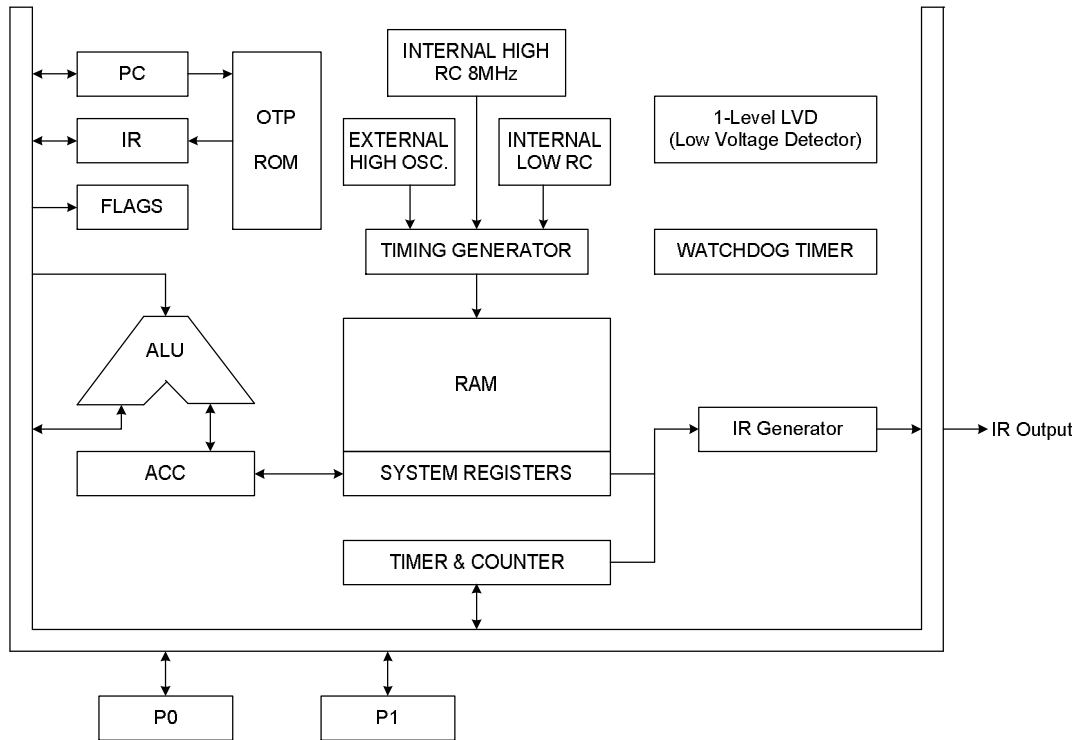 PC
IR
FLAGS
OTP
ROM
INTERNAL HIGH
RC 8MHz
EXTERNAL
HIGH OSC.
INTERNAL
LOW RC
TIMING GENERATOR
1-Level LVD
(Low Voltage Detector)
WATCHDOG TIMER
ALU
ACC
RAM
SYSTEM REGISTERS
TIMER & COUNTER
IR Generator
IR Output
P0
P1